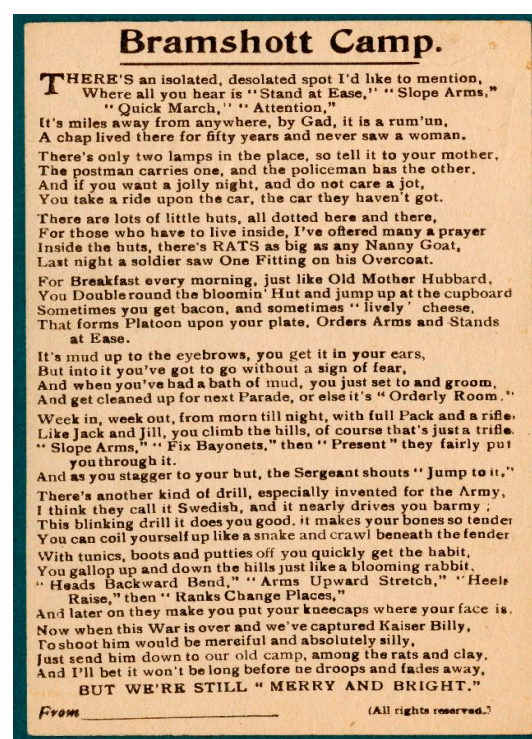 Bramshott Camp.
THERE'S an isolated, desolated spot I'd like to mention,
Where all you hear is "Stand at Ease," "Slope Arms,"
"Quick March," "Attention,"
It's miles away from anywhere, by Gad, it is a rum'un,
A chap lived there for fifty years and never saw a woman.
There's only two lamps in the place, so tell it to your mother,
The postman carries one, and the policeman has the other.
And if you want a jolly night, and do not care a jot,
You take a ride upon the car, the car they haven't got.
There are lots of little huts, all dotted here and there,
For those who have to live inside, I've oftered many a prayer
Inside the huts, there's RATS as big as any Nanny Goat,
Last night a soldier saw One Fitting on his Overcoat.
For Breakfast every morning, just like Old Mother Hubbard,
You Double round the bloomin' Hut and jump up at the cupboard
Sometimes you get bacon, and sometimes "lively' cheese,
That forms Platoon upon your plate, Orders Arms and Stands
at Ease.
It's mud up to the eyebrows, you get it in your ears,
But into it you've got to go without a sign of fear,
And when you've had a bath of mud, you just set to and groom,
And get cleaned up for next Parade, or else it's "Orderly Room."
Week in, week out, from morn till night, with full Pack and a rifle,
Like Jack and Jill, you climb the hills, of course that's just a trifle.
"Slope Arms," "Fix Bayonets," then "Present" they fairly put
you through it.
And as you stagger to your hut, the Sergeant shouts "Jump to it."
There's another kind of drill, especially invented for the Army,
I think they call it Swedish, and it nearly drives you barmy ;
This blinking drill it does you good, it makes your bones so tender
You can coil yourself up like a snake and crawl beneath the fender
With tunics, boots and putties off you quickly get the habit,
You gallop up and down the hills just like a blooming rabbit,
"Heads Backward Bend," "Arms Upward Stretch," "Heels
Raise," then "Ranks Change Places,"
And later on they make you put your kneecaps where your face is.
Now when this War is over and we've captured Kaiser Billy,
To shoot him would be merciful and absolutely silly,
Just send him down to our old camp, among the rats and clay,
And I'll bet it won't be long before he droops and fades away,
BUT WE'RE STILL "MERRY AND BRIGHT."
From
(All rights reserved.)